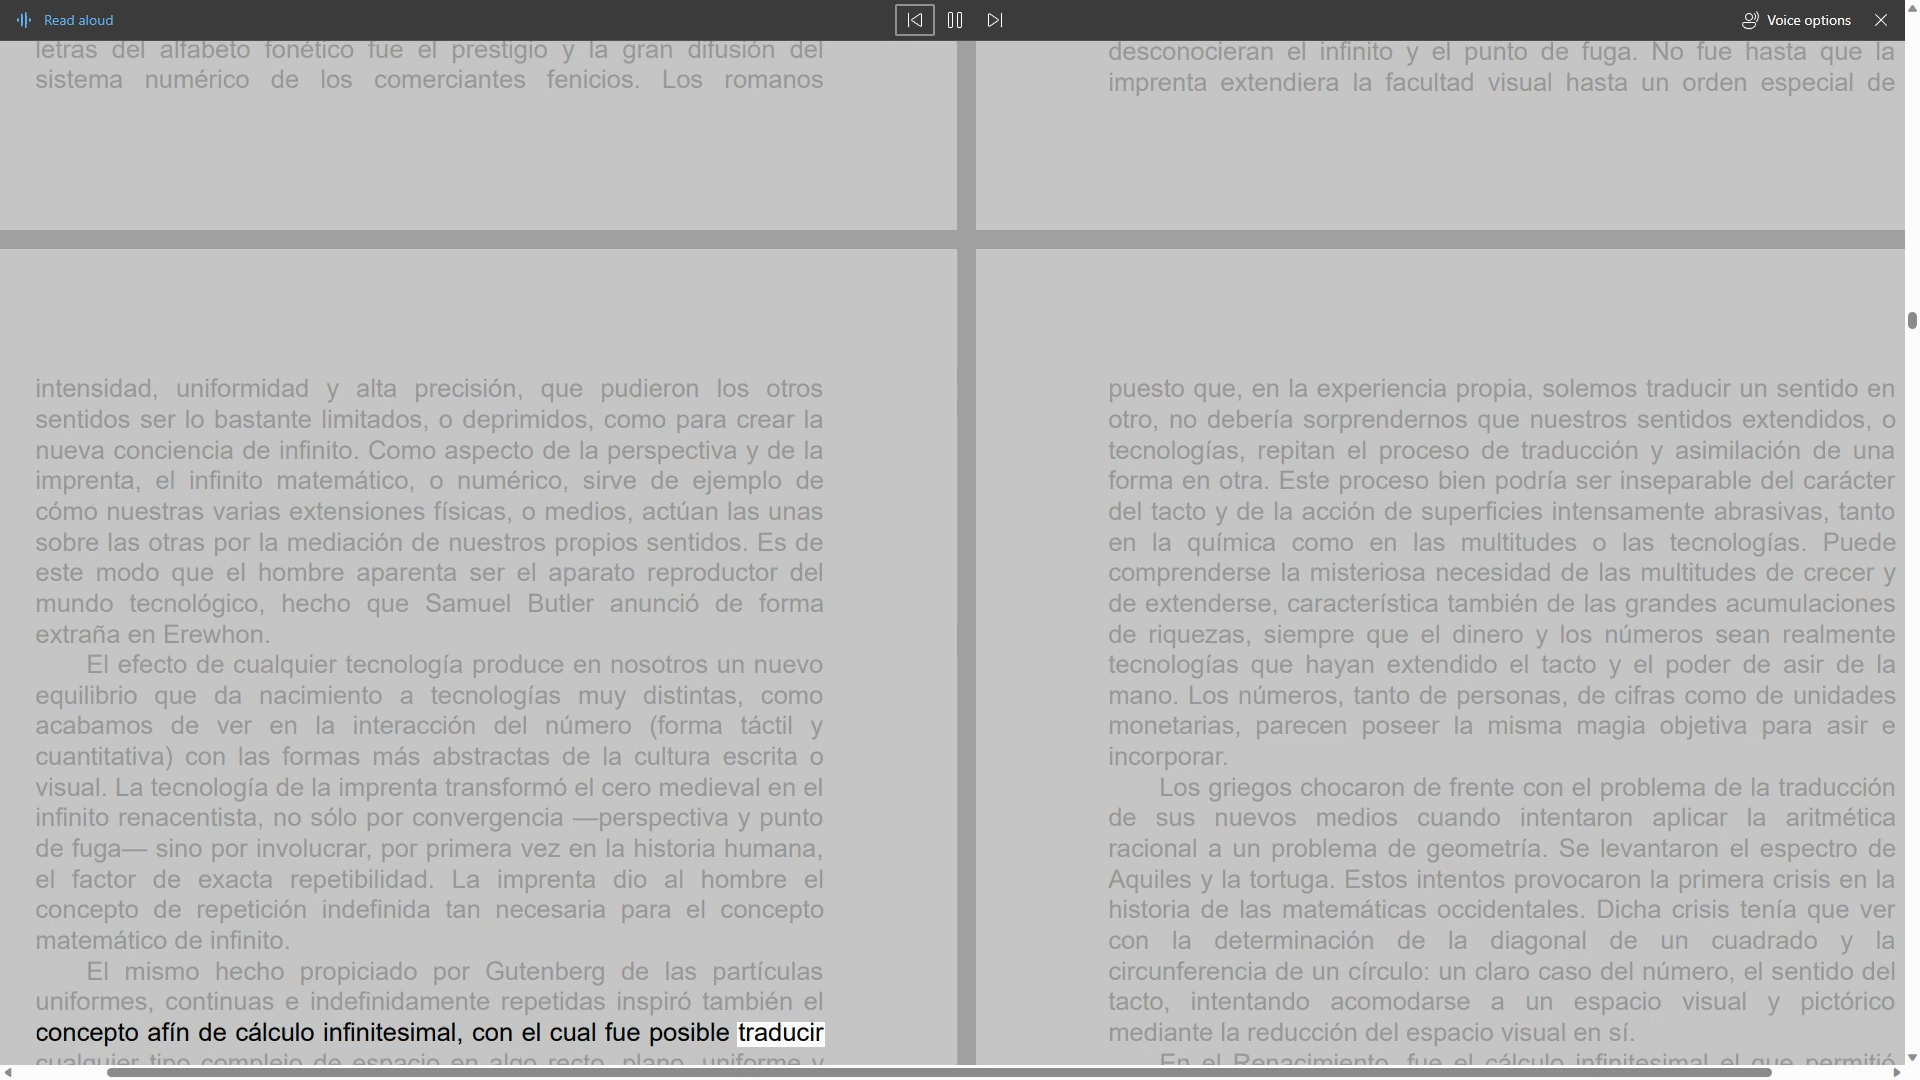 Read aloud
Voice options
letras del alfabeto fonético fue el prestigio y la gran difusión del
sistema numérico de los comerciantes fenicios. Los romanos
desconocieran el infinito y el punto de fuga. No fue hasta que la
imprenta extendiera la facultad visual hasta un orden especial de
intensidad, uniformidad y alta precisión, que pudieron los otros
sentidos ser lo bastante limitados, o deprimidos, como para crear la
nueva conciencia de infinito. Como aspecto de la perspectiva y de la
imprenta, el infinito matemático, o numérico, sirve de ejemplo de
cómo nuestras varias extensiones físicas, o medios, actúan las unas
sobre las otras por la mediación de nuestros propios sentidos. Es de
este modo que el hombre aparenta ser el aparato reproductor del
mundo tecnológico, hecho que Samuel Butler anunció de forma
extraña en Erewhon.
El efecto de cualquier tecnología produce en nosotros un nuevo
equilibrio que da nacimiento a tecnologías muy distintas, como
acabamos de ver en la interacción del número (forma táctil y
cuantitativa) con las formas más abstractas de la cultura escrita o
visual. La tecnología de la imprenta transformó el cero medieval en el
infinito renacentista, no sólo por convergencia —perspectiva y punto
de fuga— sino por involucrar, por primera vez en la historia humana,
el factor de exacta repetibilidad. La imprenta dio al hombre el
concepto de repetición indefinida tan necesaria para el concepto
matemático de infinito.
El mismo hecho propiciado por Gutenberg de las partículas
uniformes, continuas e indefinidamente repetidas inspiró también el
concepto afín de cálculo infinitesimal, con el cual fue posible traducir
cualquier tipo complejo de espacio en algo recto, plano, uniforme y
puesto que, en la experiencia propia, solemos traducir un sentido en
otro, no debería sorprendernos que nuestros sentidos extendidos, o
tecnologías, repitan el proceso de traducción y asimilación de una
forma en otra. Este proceso bien podría ser inseparable del carácter
del tacto y de la acción de superficies intensamente abrasivas, tanto
en la química como en las multitudes o las tecnologías. Puede
comprenderse la misteriosa necesidad de las multitudes de crecer y
de extenderse, característica también de las grandes acumulaciones
de riquezas, siempre que el dinero y los números sean realmente
tecnologías que hayan extendido el tacto y el poder de asir de la
mano. Los números, tanto de personas, de cifras como de unidades
monetarias, parecen poseer la misma magia objetiva para asir e
incorporar.
Los griegos chocaron de frente con el problema de la traducción
de sus nuevos medios cuando intentaron aplicar la aritmética
racional a un problema de geometría. Se levantaron el espectro de
Aquiles y la tortuga. Estos intentos provocaron la primera crisis en la
historia de las matemáticas occidentales. Dicha crisis tenía que ver
con la determinación de la diagonal de un cuadrado y la
circunferencia de un círculo: un claro caso del número, el sentido del
tacto, intentando acomodarse a un espacio visual y pictórico
mediante la reducción del espacio visual en sí.
En el Renacimiento, fue el cálculo infinitesimal el que permitió